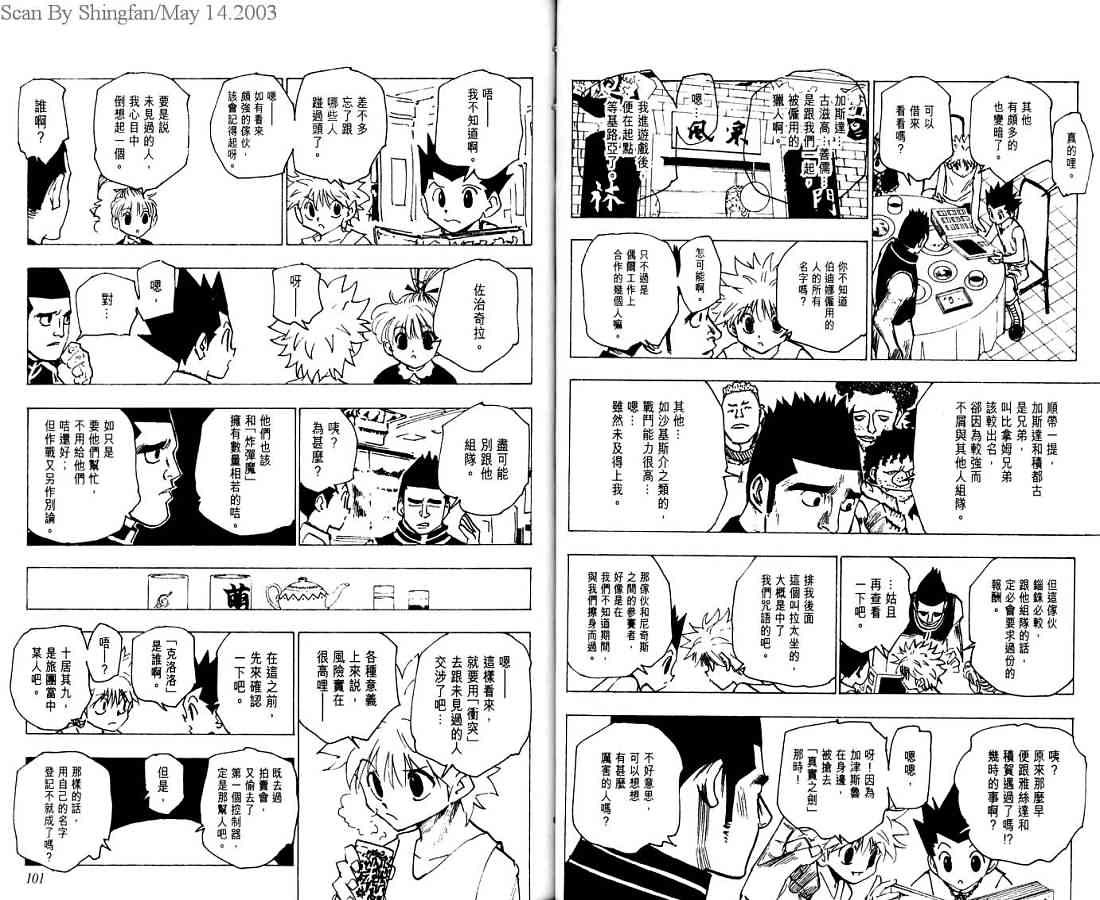 Scan By Shingfan/May 14.2003
真的哩。
其他
有頗多的
也變暗了。
可以
借來
看看嗎？
加斯達…
古滋高…善儒…
是跟我們一起
被僱用的
獵人啊。
嗯…
我進遊戲後，
便在起點
等基路亞了。
風東
門
林
你不知道
伯迪娜僱用的
人的所有
名字嗎？
怎可能啊。
只不過是
偶爾工作上
合作的幾個人嘛。
順帶一提，
加斯達和積都古
是兄弟，
叫比拿姆兄弟
該較出名，
卻因為較強而
不屑與其他人組隊。
其他…
如沙基斯介之類的，
戰鬥能力很高…
嗯…
雖然未及得上我。
但這傢伙
錙銖必較，
跟他組隊的話，
定必會要求過份的
報酬。
…姑且
再查看
一下吧。
排我後面
這個叫拉太坐的，
大概是中了
我們咒語的吧。
那傢伙和尼奇斯
之間的參賽者，
好像是在
我們不知道期間，
與我們擦身而過。
咦？
原來那麼早
便跟雅絲達和
積賀遇過了嗎!?
幾時的事啊？
嗯嗯，
呀！因為
加津斯魯
在身邊，
被搶去
「真實之劍」
那時！
不好意思，
可以想想
有甚麼
厲害的人嗎？
唔——
我不知道啊。
差不多
忘了跟
哪些人
踫過頭了。
嗯——
如有看來
頗強的傢伙，
該會記得起呀。
要是說
未見過的人，
我心目中
倒想起一個。
誰啊？
佐治奇拉。
呀
嗯，
對…
盡可能
別跟他
組隊。
咦？
為甚麼？
他們也該
和「炸彈魔」
擁有數量相若的咭。
如只是
要他們幫忙，
不用給他們
咭還好；
但作戰又另作別論。
萌
嗯——
這樣看來，
就要用「衝突」
去跟未見過的人
交涉了吧…
各種意義
上來說，
風險實在
很高哩——
在這之前，
先來確認
一下吧。
「克洛洛」
是誰啊。
唔—？
十居其九
是旅團當中
某人吧。
既去過
拍賣會，
又偷去了
第一個控制器，
定是那幫人吧。
但是，
那樣的話，
用自己的名字
登記不就成了嗎？
101